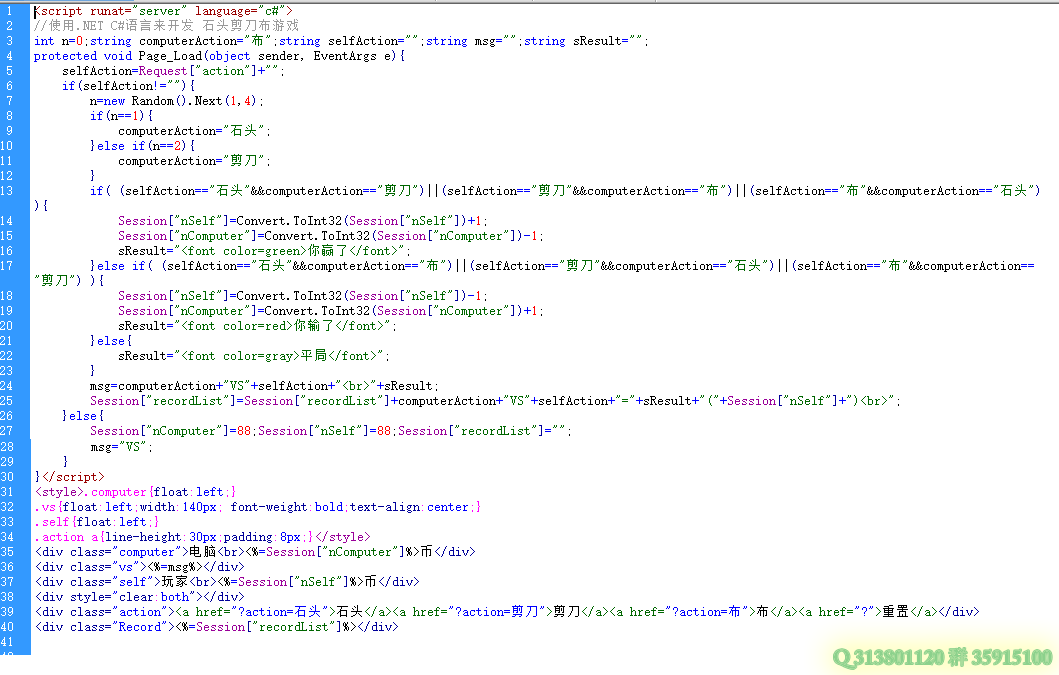 1 <script runat="server" language="c#">
2 //使用.NET C#语言来开发 石头剪刀布游戏
3 int n=0;string computerAction="布";string selfAction="";string msg="";string sResult="";
4 protected void Page_Load(object sender, EventArgs e){
5 selfAction=Request["action"]+"";
6 if(selfAction!=""){
7 n=new Random().Next(1,4);
8 if(n==1){
9 computerAction="石头";
10 }else if(n==2){
11 computerAction="剪刀";
12 }
13 if( (selfAction=="石头"&&computerAction=="剪刀")||(selfAction=="剪刀"&&computerAction=="布")||(selfAction=="布"&&computerAction=="石头")
){
14 Session["nSelf"]=Convert.ToInt32(Session["nSelf"])+1;
15 Session["nComputer"]=Convert.ToInt32(Session["nComputer"])-1;
16 sResult="<font color=green>你赢了</font>";
17 }else if( (selfAction=="石头"&&computerAction=="布")||(selfAction=="剪刀"&&computerAction=="石头")||(selfAction=="布"&&computerAction==
"剪刀") ){
18 Session["nSelf"]=Convert.ToInt32(Session["nSelf"])-1;
19 Session["nComputer"]=Convert.ToInt32(Session["nComputer"])+1;
20 sResult="<font color=red>你输了</font>";
21 }else{
22 sResult="<font color=gray>平局</font>";
23 }
24 msg=computerAction+"VS"+selfAction+"<br>"+sResult;
25 Session["recordList"]=Session["recordList"]+computerAction+"VS"+selfAction+"="+sResult+"("+Session["nSelf"]+")<br>";
26 }else{
27 Session["nComputer"]=88;Session["nSelf"]=88;Session["recordList"]="";
28 msg="VS";
29 }
30 }</script>
31 <style>.computer{float:left;}
32 .vs{float:left;width:140px; font-weight:bold;text-align:center;}
33 .self{float:left;}
34 .action a{line-height:30px;padding:8px;}</style>
35 <div class="computer">电脑<br><%=Session["nComputer"]%>币</div>
36 <div class="vs"><%=msg%></div>
37 <div class="self">玩家<br><%=Session["nSelf"]%>币</div>
38 <div style="clear:both"></div>
39 <div class="action"><a href="?action=石头">石头</a><a href="?action=剪刀">剪刀</a><a href="?action=布">布</a><a href="?">重置</a></div>
40 <div class="Record"><%=Session["recordList"]%></div>
41
Q313801120 群 35915100